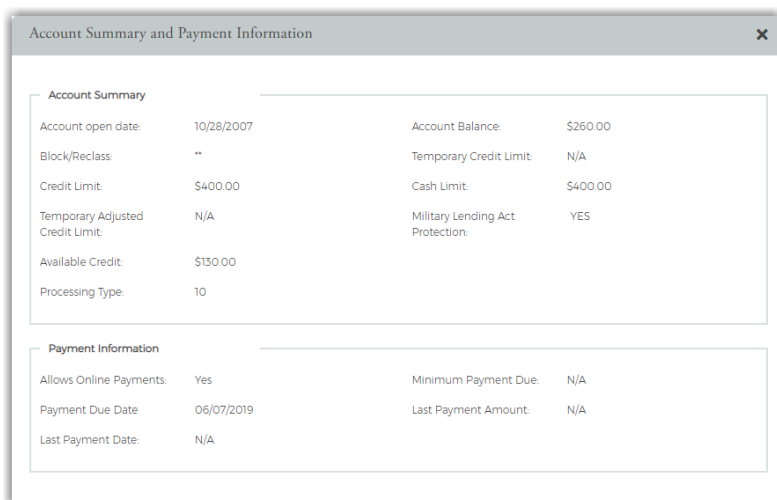 Account Summary and Payment Information
Account Summary
Account open date: 10/28/2007 Account Balance: $260.00
Block/Reclass: ** Temporary Credit Limit: N/A
Credit Limit: $400.00 Cash Limit: $400.00
Temporary Adjusted N/A Military Lending Act YES
Credit Limit: Protection:
Available Credit: $130.00
Processing Type: 10
Payment Information
Allows Online Payments: Yes Minimum Payment Due: N/A
Payment Due Date 06/07/2019 Last Payment Amount: N/A
Last Payment Date: N/A